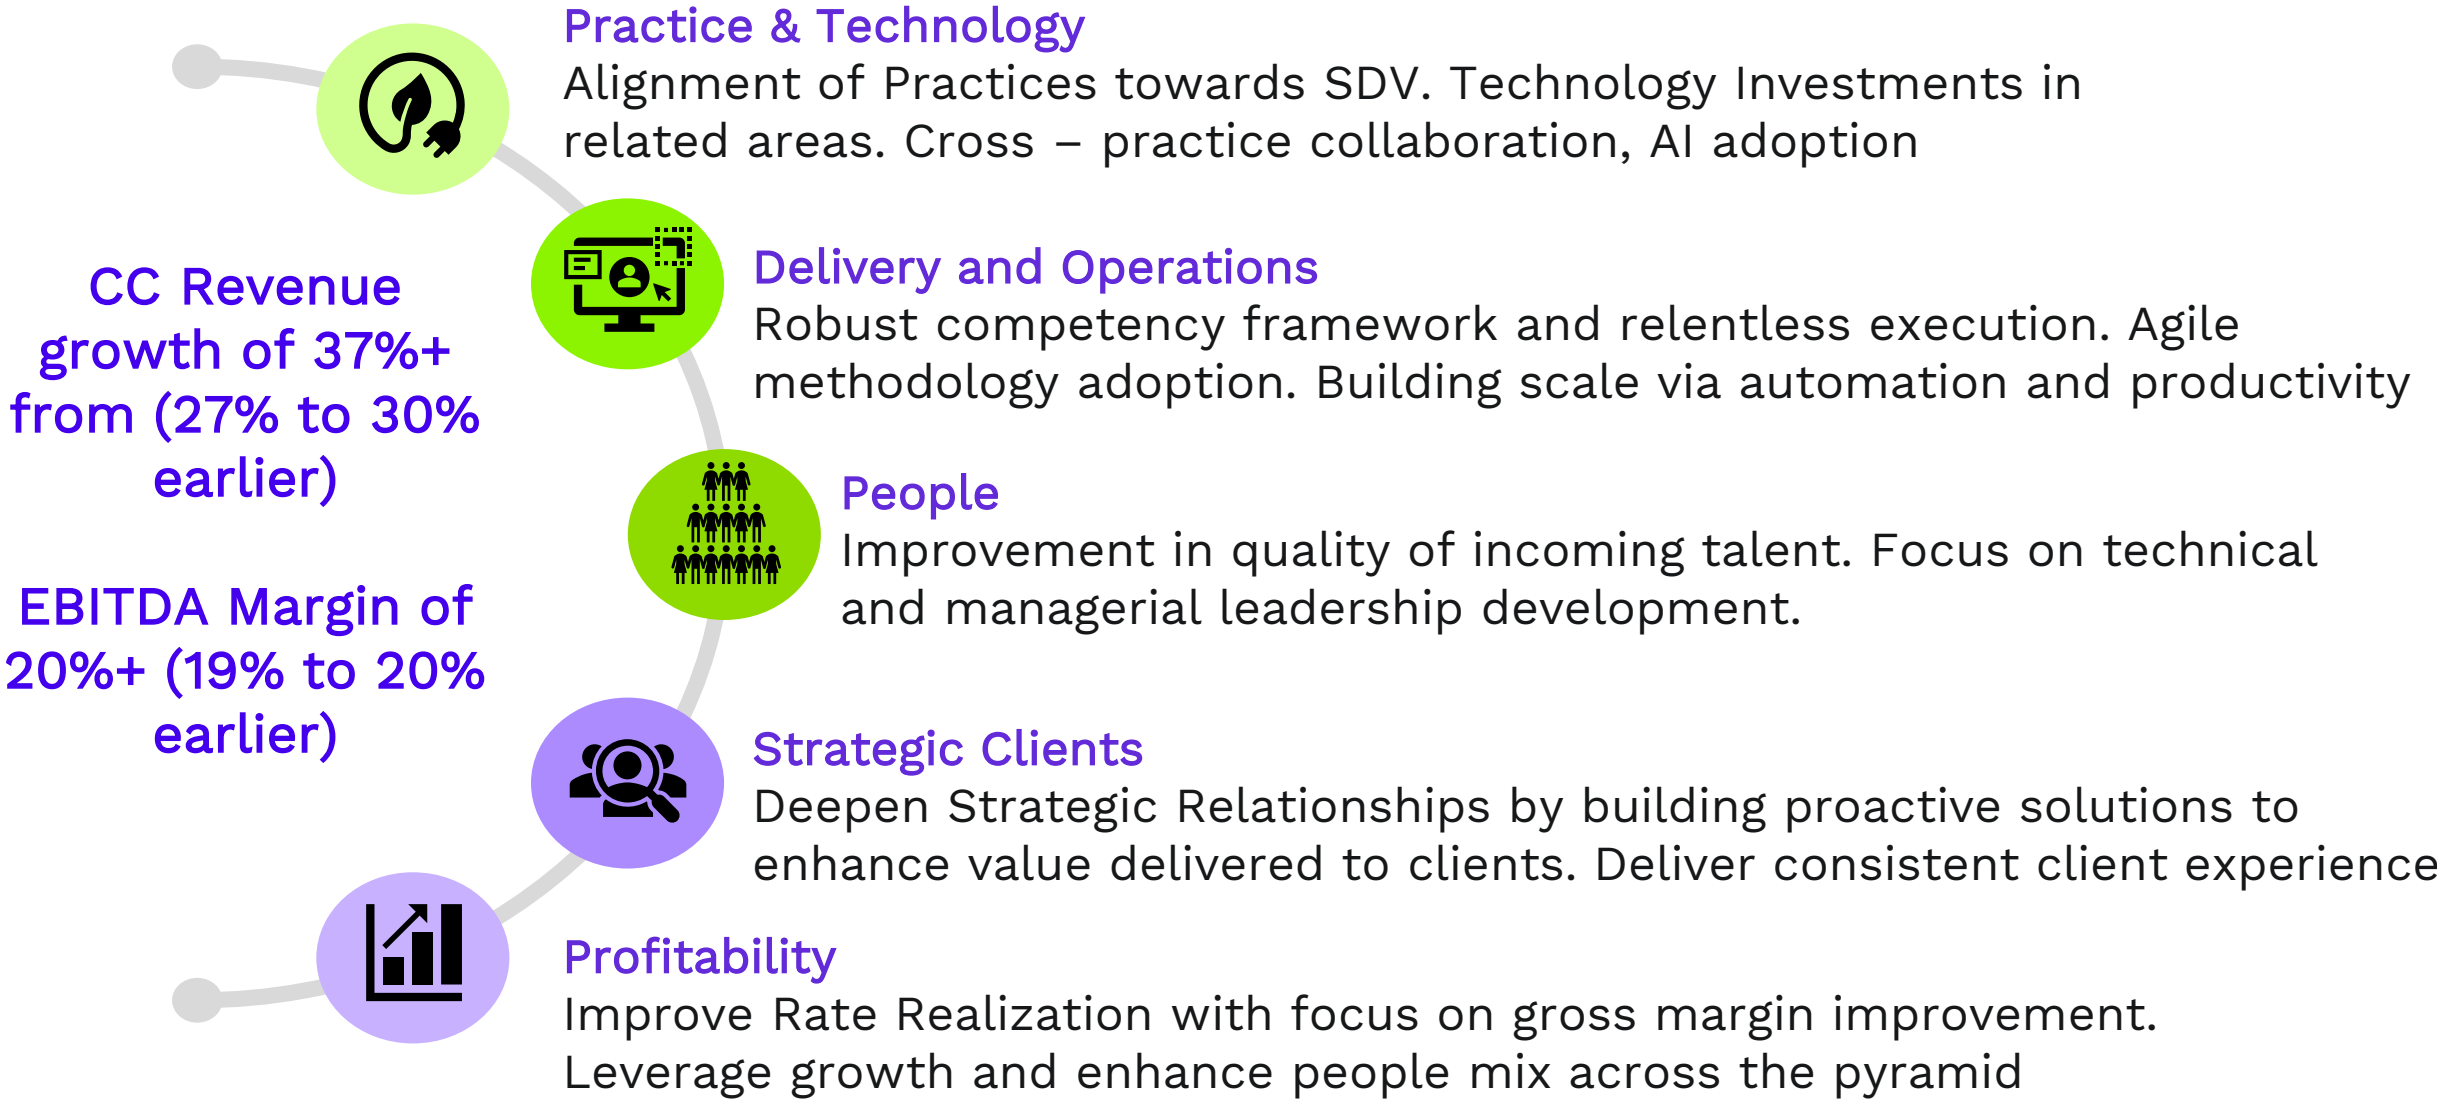 Practice & Technology
Alignment of Practices towards SDV. Technology Investments in
related areas. Cross – practice collaboration, AI adoption
CC Revenue
growth of 37%+
from (27% to 30%
earlier)
EBITDA Margin of
20%+ (19% to 20%
earlier)
Delivery and Operations
Robust competency framework and relentless execution. Agile
methodology adoption. Building scale via automation and productivity
People
Improvement in quality of incoming talent. Focus on technical
and managerial leadership development.
Strategic Clients
Deepen Strategic Relationships by building proactive solutions to
enhance value delivered to clients. Deliver consistent client experience
Profitability
Improve Rate Realization with focus on gross margin improvement.
Leverage growth and enhance people mix across the pyramid